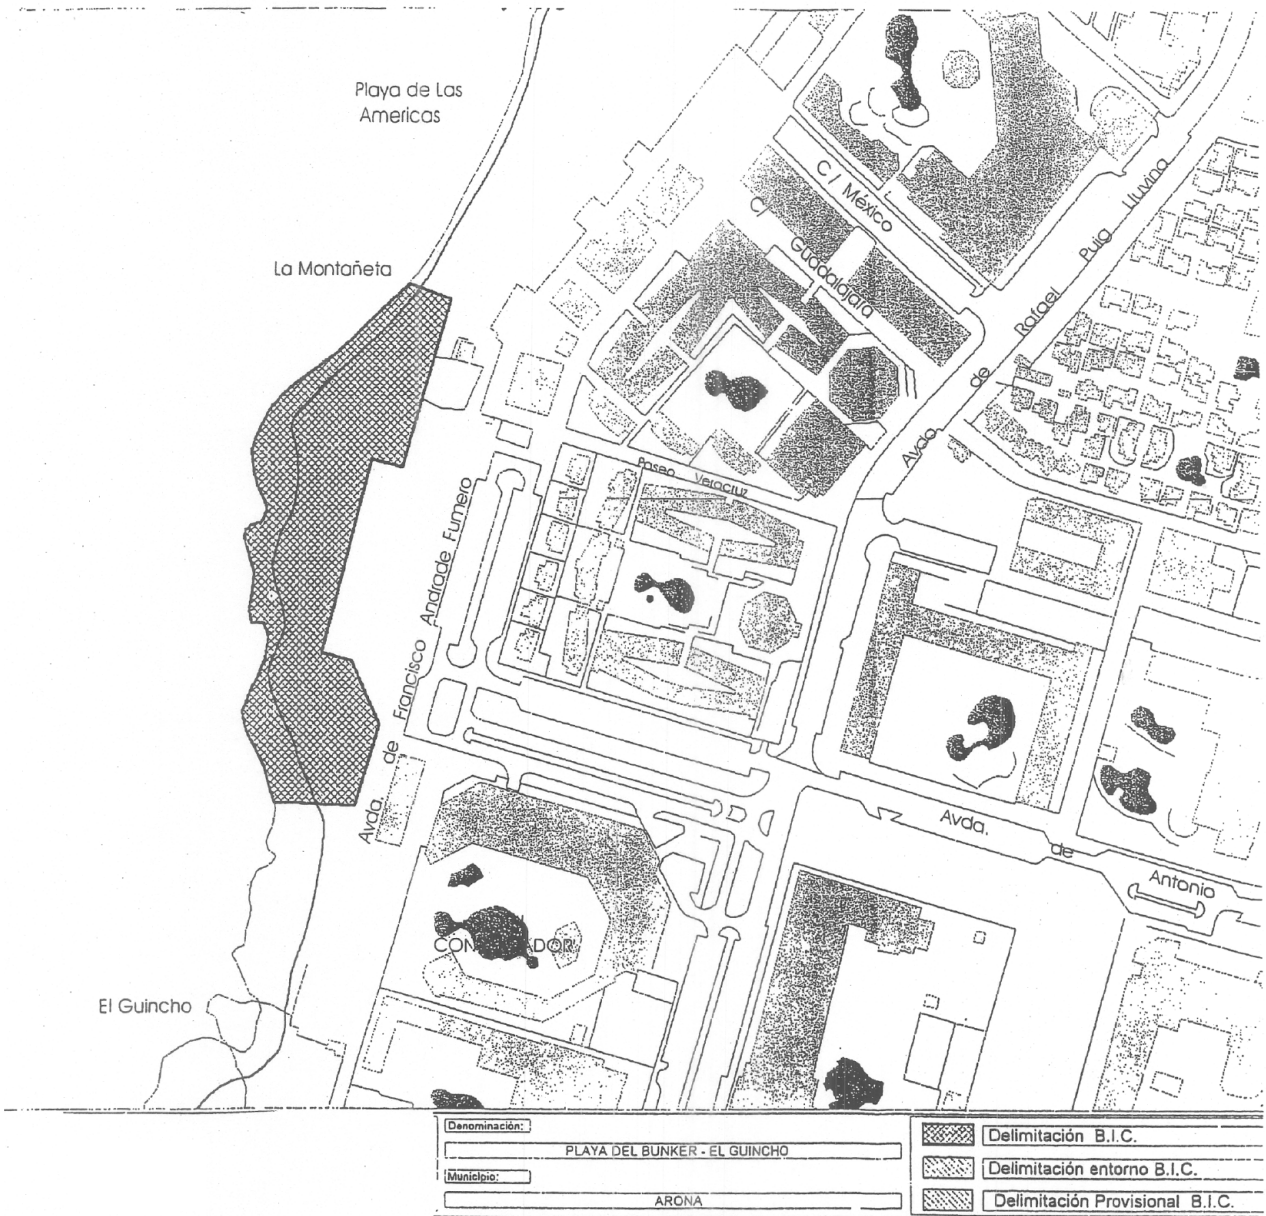 Playa de Las
Americas
La Montañeta
C/ México
C/ Guadalajara
Avda. de Rafael Puig Lluvina
Paseo Veracruz
Avda. de Francisco Andrade Fumero
Avda. de Antonio
El Guincho
Denominación:
PLAYA DEL BUNKER - EL GUINCHO
Municipio:
ARONA
Delimitación B.I.C.
Delimitación entorno B.I.C.
Delimitación Provisional B.I.C.